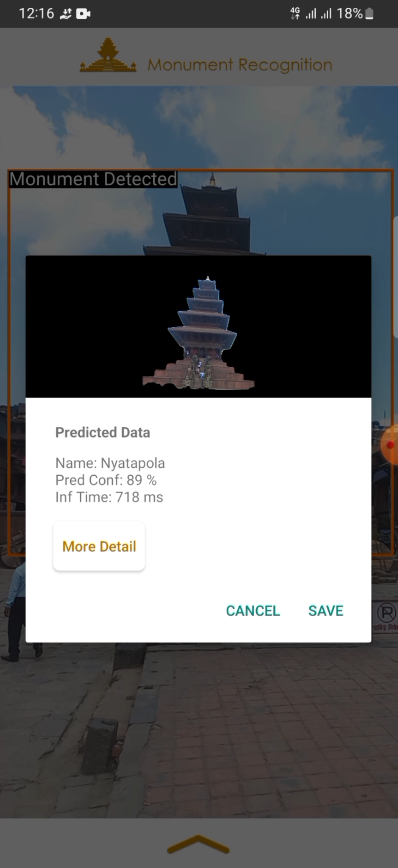 12:16
4G
18%
Monument Recognition
Monument Detected
Predicted Data
Name: Nyatapola
Pred Conf: 89 %
Inf Time: 718 ms
More Detail
CANCEL
SAVE
P